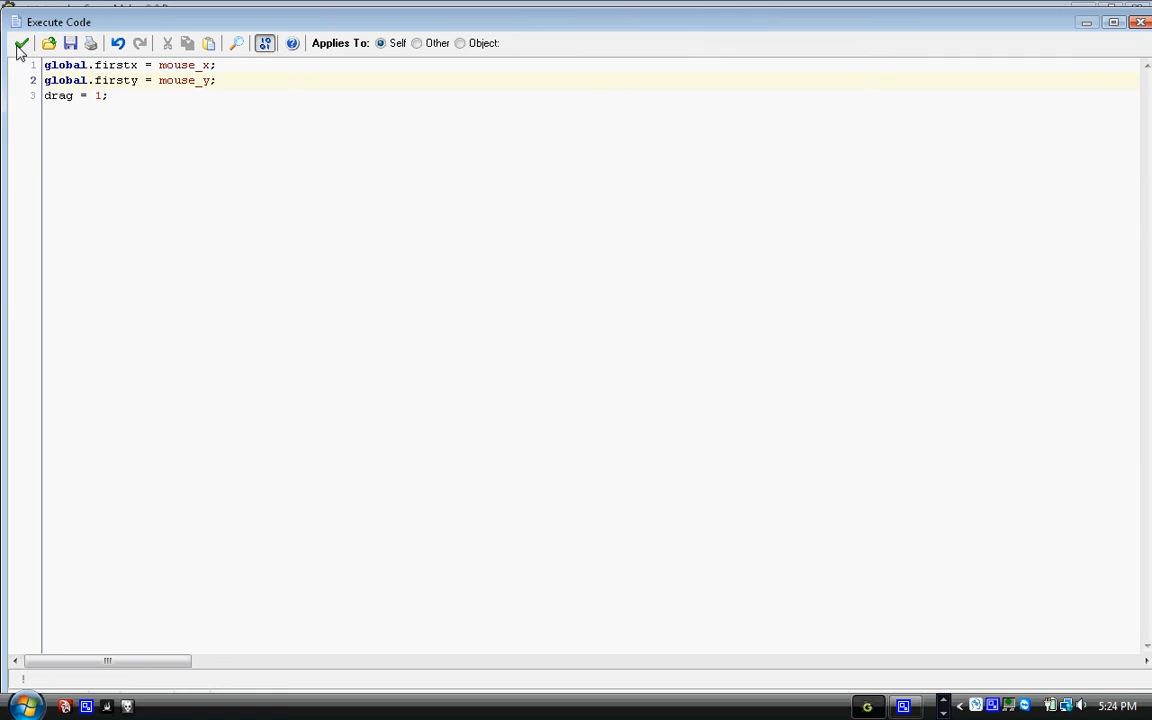 Execute Code
Applies To: Self Other Object:
1 global.firstx = mouse_x;
2 global.firsty = mouse_y;
3 drag = 1;
!
G
5:24 PM